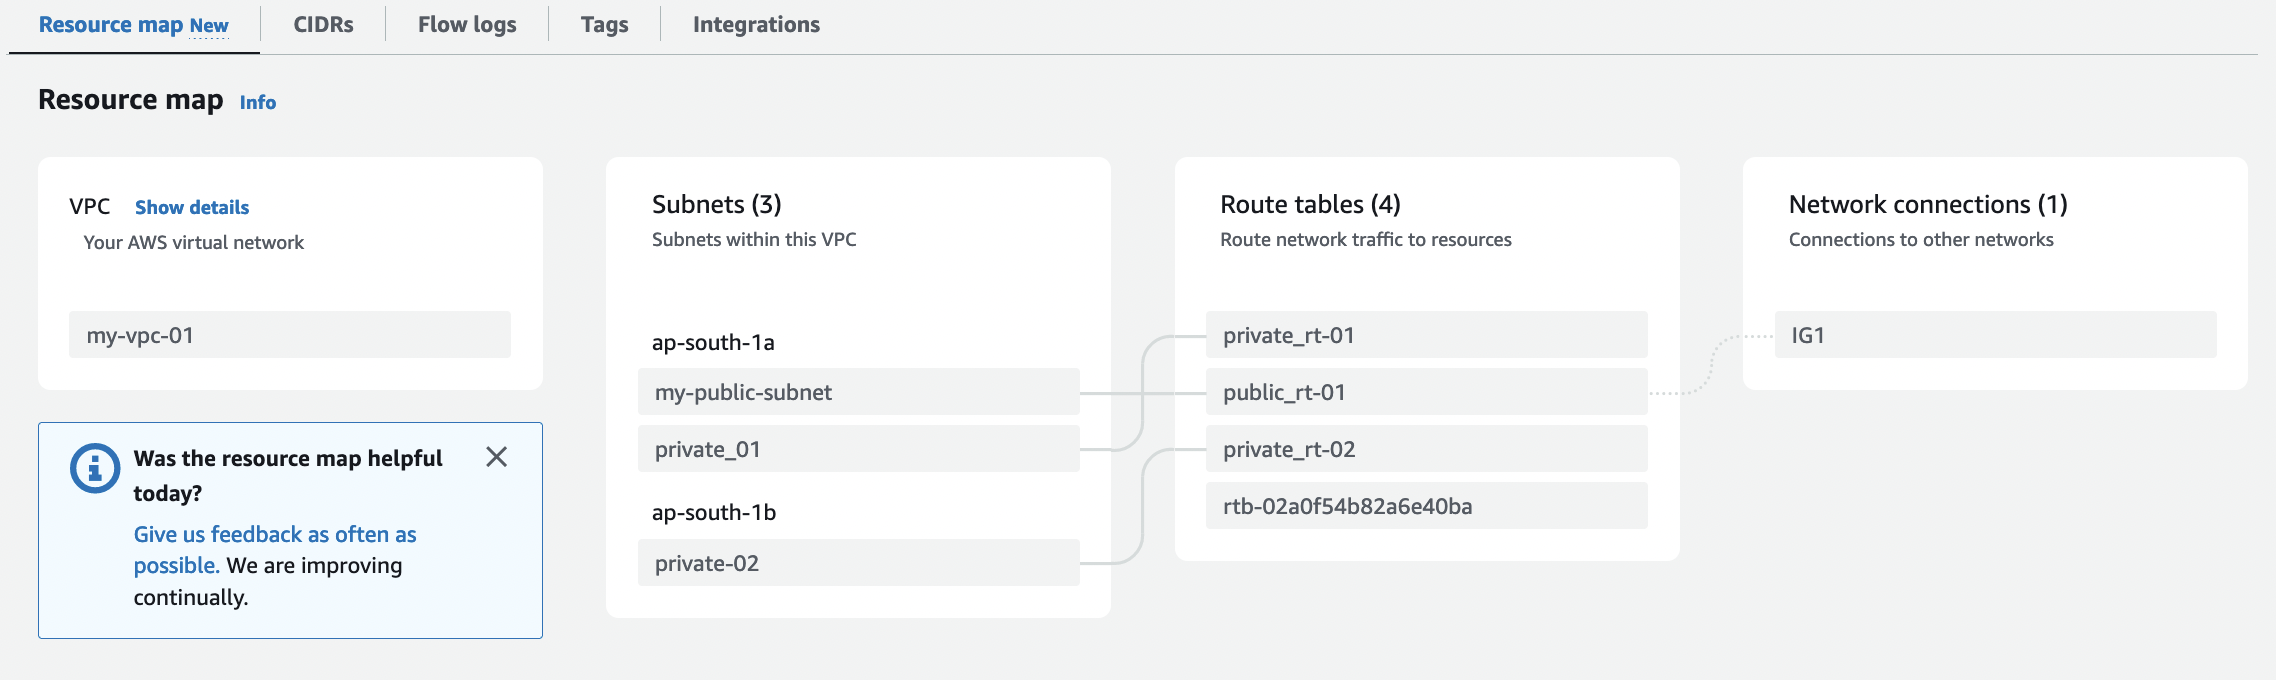 Resource map New
CIDRs
Flow logs
Tags
Integrations
Resource map Info
VPC Show details
Your AWS virtual network
my-vpc-01
Was the resource map helpful
today?
Give us feedback as often as
possible. We are improving
continually.
Subnets (3)
Subnets within this VPC
ap-south-1a
my-public-subnet
private_01
ap-south-1b
private-02
Route tables (4)
Route network traffic to resources
private_rt-01
public_rt-01
private_rt-02
rtb-02a0f54b82a6e40ba
Network connections (1)
Connections to other networks
IG1